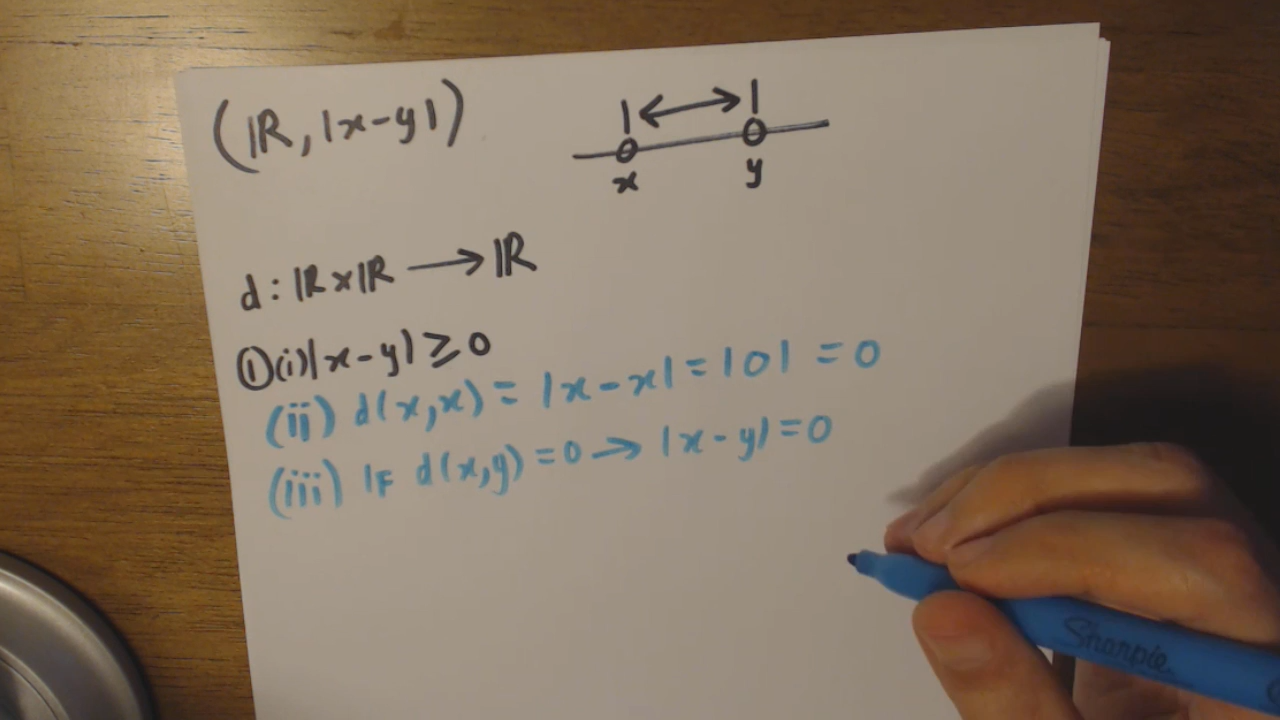 (ℝ, |x-y|)
x y
d: ℝ×ℝ → ℝ
①(i)|x-y| ≥ 0
(ii) d(x,x) = |x-x| = |0| = 0
(iii) IF d(x,y) = 0 → |x-y| = 0
Sharpie